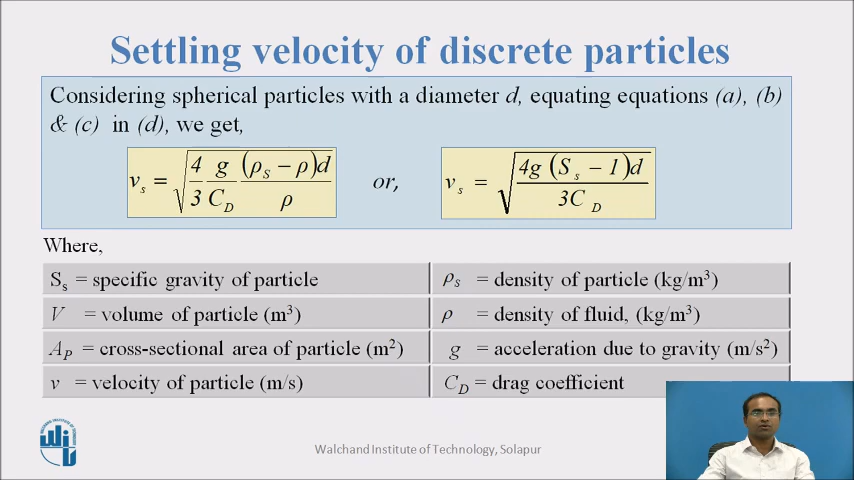 Settling velocity of discrete particles
Considering spherical particles with a diameter d, equating equations (a), (b)
& (c) in (d), we get,
v_s = √(4/3 g/C_D (ρ_S − ρ)d/ρ) or, v_s = √(4g (S_s − 1)d/3C_D)
Where,
S_s = specific gravity of particle ρ_S = density of particle (kg/m³)
V = volume of particle (m³) ρ = density of fluid, (kg/m³)
A_P = cross-sectional area of particle (m²) g = acceleration due to gravity (m/s²)
v = velocity of particle (m/s) C_D = drag coefficient
Walchand Institute of Technology, Solapur